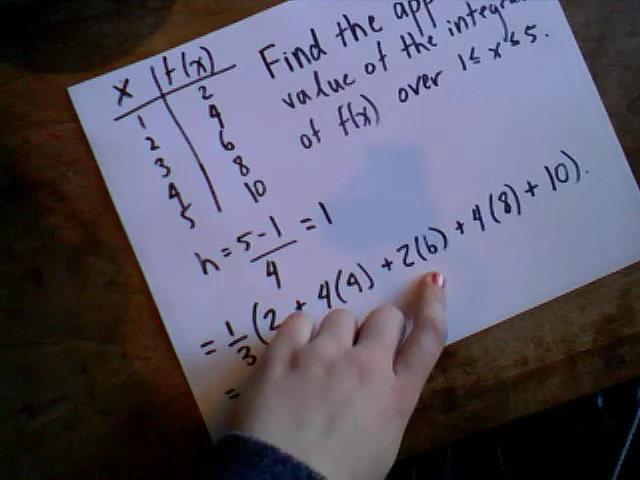 x f(x)
1 2
2 4
3 6
4 8
5 10
Find the app
value of the integra
of f(x) over 1 ≤ x ≤ 5.
h = 5-1/4 = 1
= 1/3 (2 + 4(4) + 2(6) + 4(8) + 10).
=